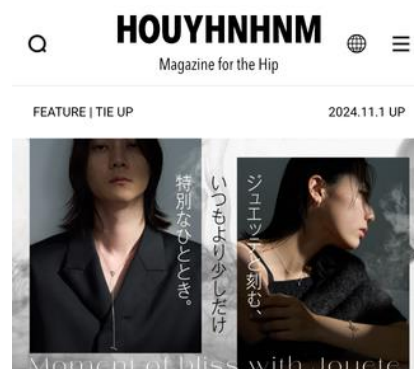 HOUYHNHNM
Magazine for the Hip
FEATURE | TIE UP
2024.11.1 UP
ジュエッテと刻む、
いつもより少しだけ
特別なひととき。
Moment of bliss with Jouete